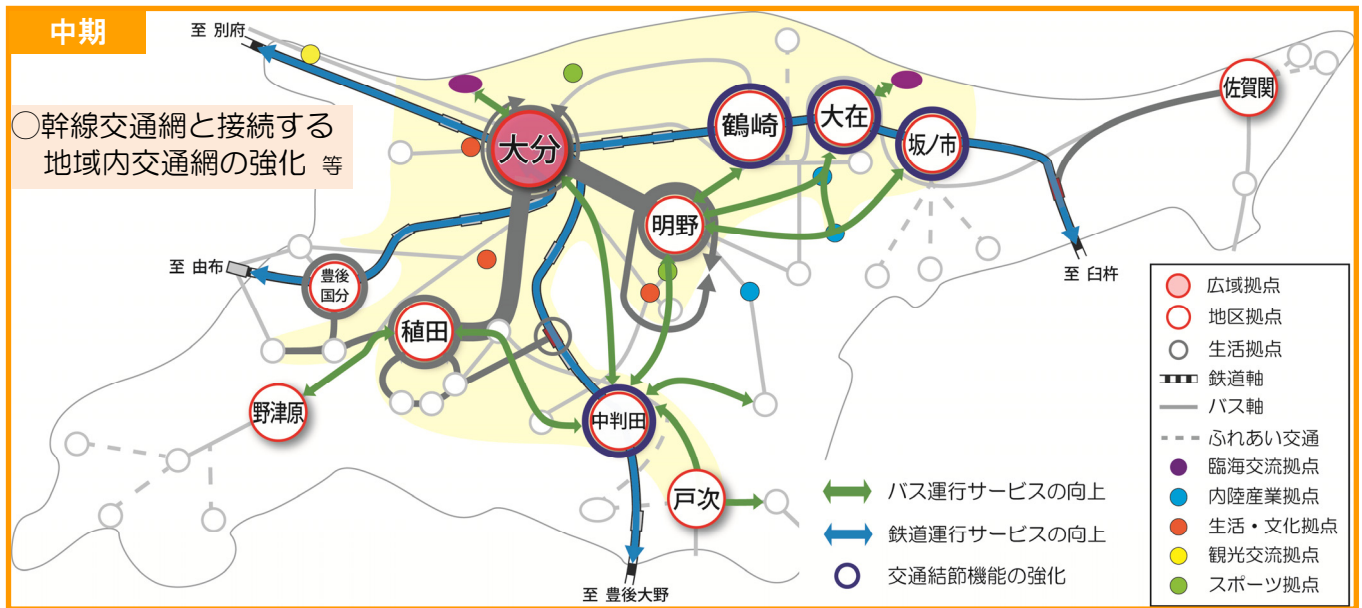 中期
○幹線交通網と接続する
地域内交通網の強化 等
至 別府
大分
鶴崎
大在
坂ノ市
佐賀関
明野
至 臼杵
至 由布
豊後
国分
稙田
野津原
中判田
戸次
至 豊後大野
バス運行サービスの向上
鉄道運行サービスの向上
交通結節機能の強化
広域拠点
地区拠点
生活拠点
鉄道軸
バス軸
ふれあい交通
臨海交流拠点
内陸産業拠点
生活・文化拠点
観光交流拠点
スポーツ拠点